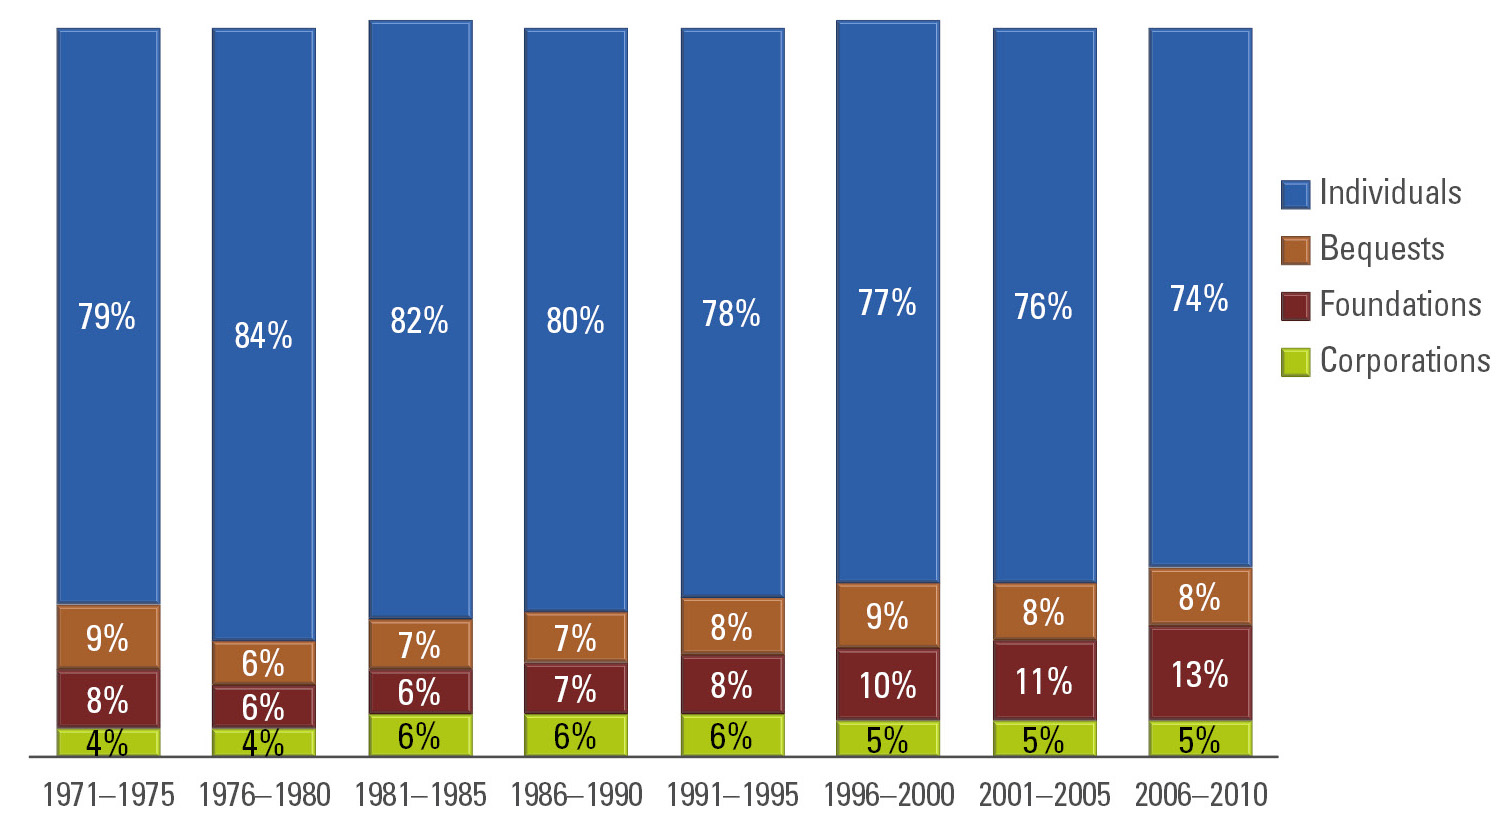 79% 84% 82% 80% 78% 77% 76% 74%
9% 6% 7% 7% 8% 9% 8% 8%
8% 6% 6% 7% 8% 10% 11% 13%
4% 4% 6% 6% 6% 5% 5% 5%
1971–1975 1976–1980 1981–1985 1986–1990 1991–1995 1996–2000 2001–2005 2006–2010
Individuals
Bequests
Foundations
Corporations